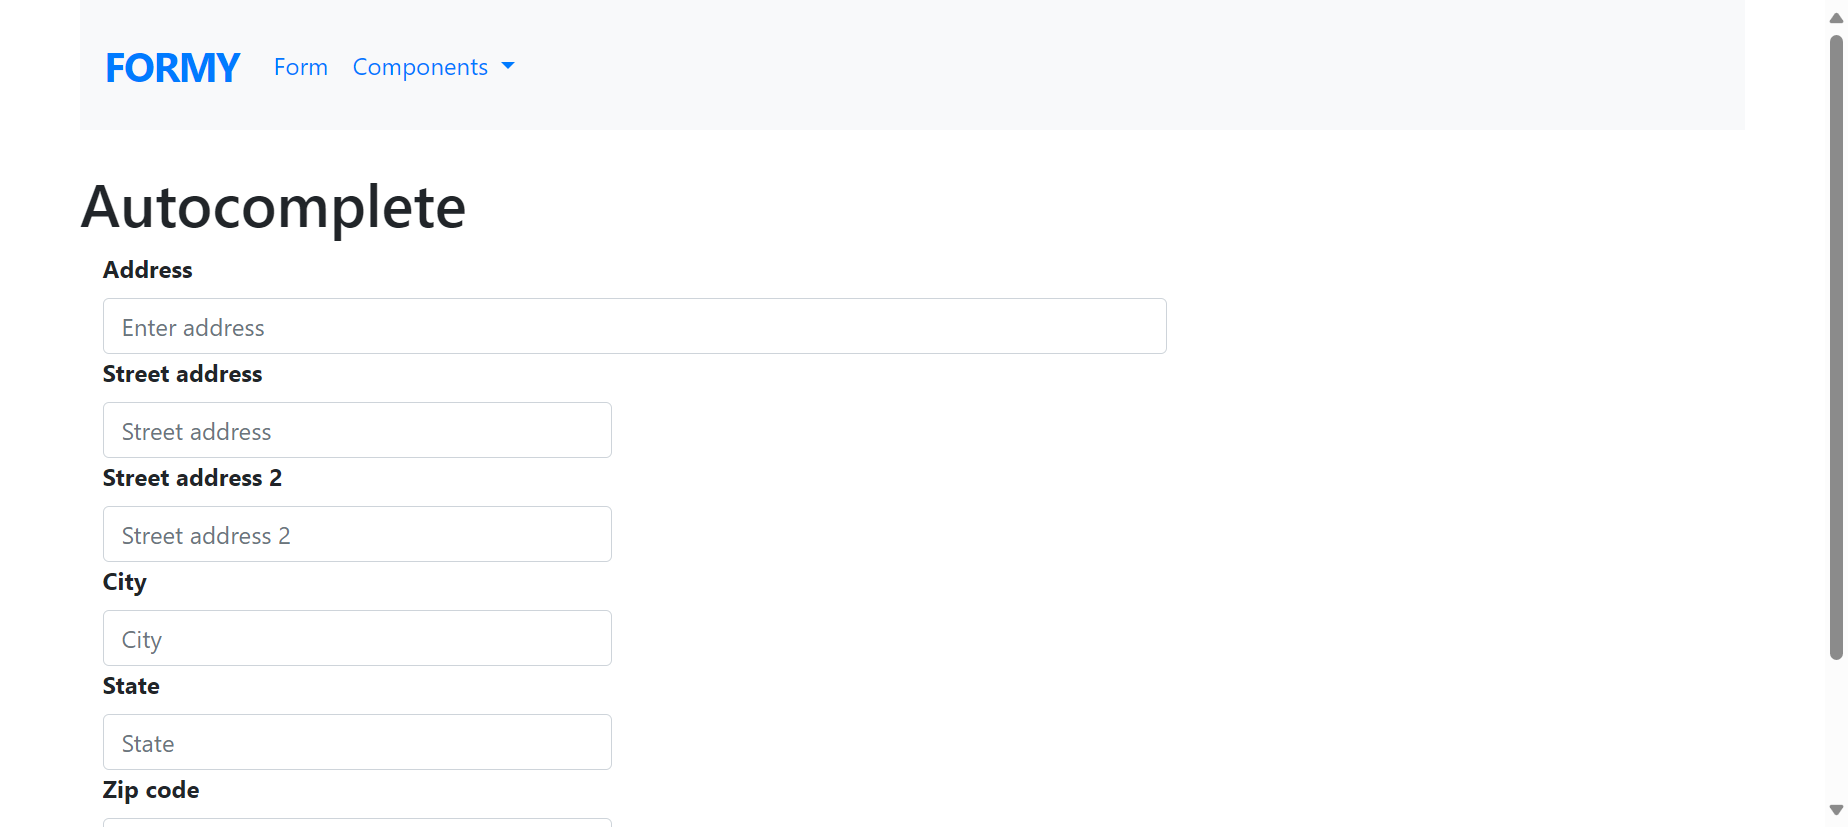 FORMY Form Components
Autocomplete
Address
Enter address
Street address
Street address
Street address 2
Street address 2
City
City
State
State
Zip code